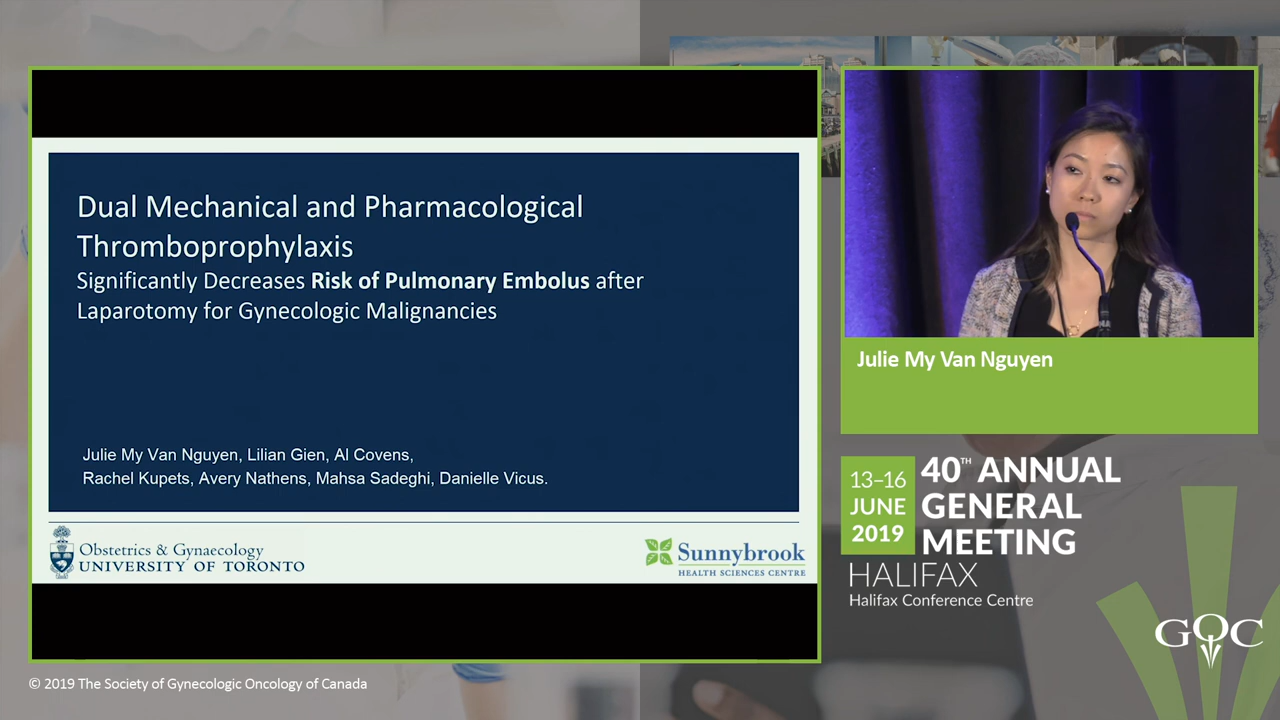 Dual Mechanical and Pharmacological
Thromboprophylaxis
Significantly Decreases Risk of Pulmonary Embolus after
Laparotomy for Gynecologic Malignancies
Julie My Van Nguyen, Lilian Gien, Al Covens,
Rachel Kupets, Avery Nathens, Mahsa Sadeghi, Danielle Vicus.
Obstetrics & Gynaecology
UNIVERSITY OF TORONTO
Sunnybrook
HEALTH SCIENCES CENTRE
Julie My Van Nguyen
13–16
JUNE
2019
40TH ANNUAL
GENERAL
MEETING
HALIFAX
Halifax Conference Centre
GOC
© 2019 The Society of Gynecologic Oncology of Canada